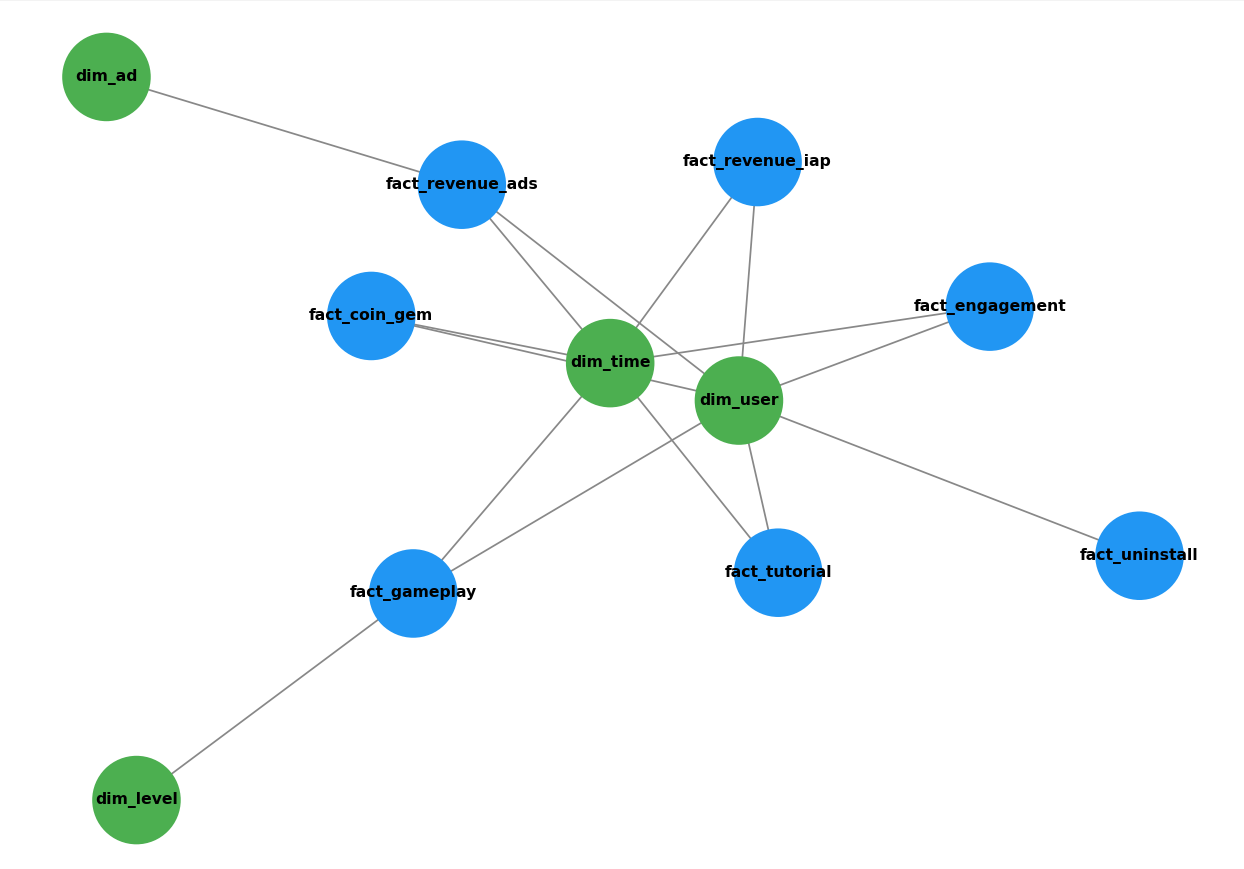 dim_ad
fact_revenue_iap
fact_revenue_ads
fact_engagement
fact_coin_gem
dim_time
dim_user
fact_uninstall
fact_tutorial
fact_gameplay
dim_level